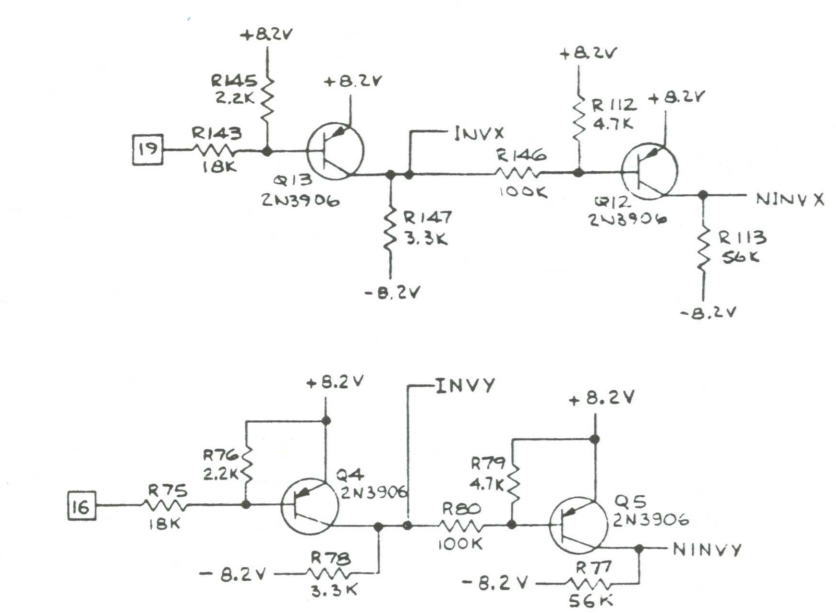 +8.2V
R145
2.2K
+8.2V
19
R143
18K
Q13
2N3906
INVX
R147
3.3K
-8.2V
R146
100K
+8.2V
R112
4.7K
+8.2V
Q12
2N3906
NINVX
R113
56K
-8.2V
+8.2V
R76
2.2K
16
R75
18K
Q4
2N3906
INVY
-8.2V
R78
3.3K
R80
100K
+8.2V
R79
4.7K
Q5
2N3906
NINVY
-8.2V
R77
56K